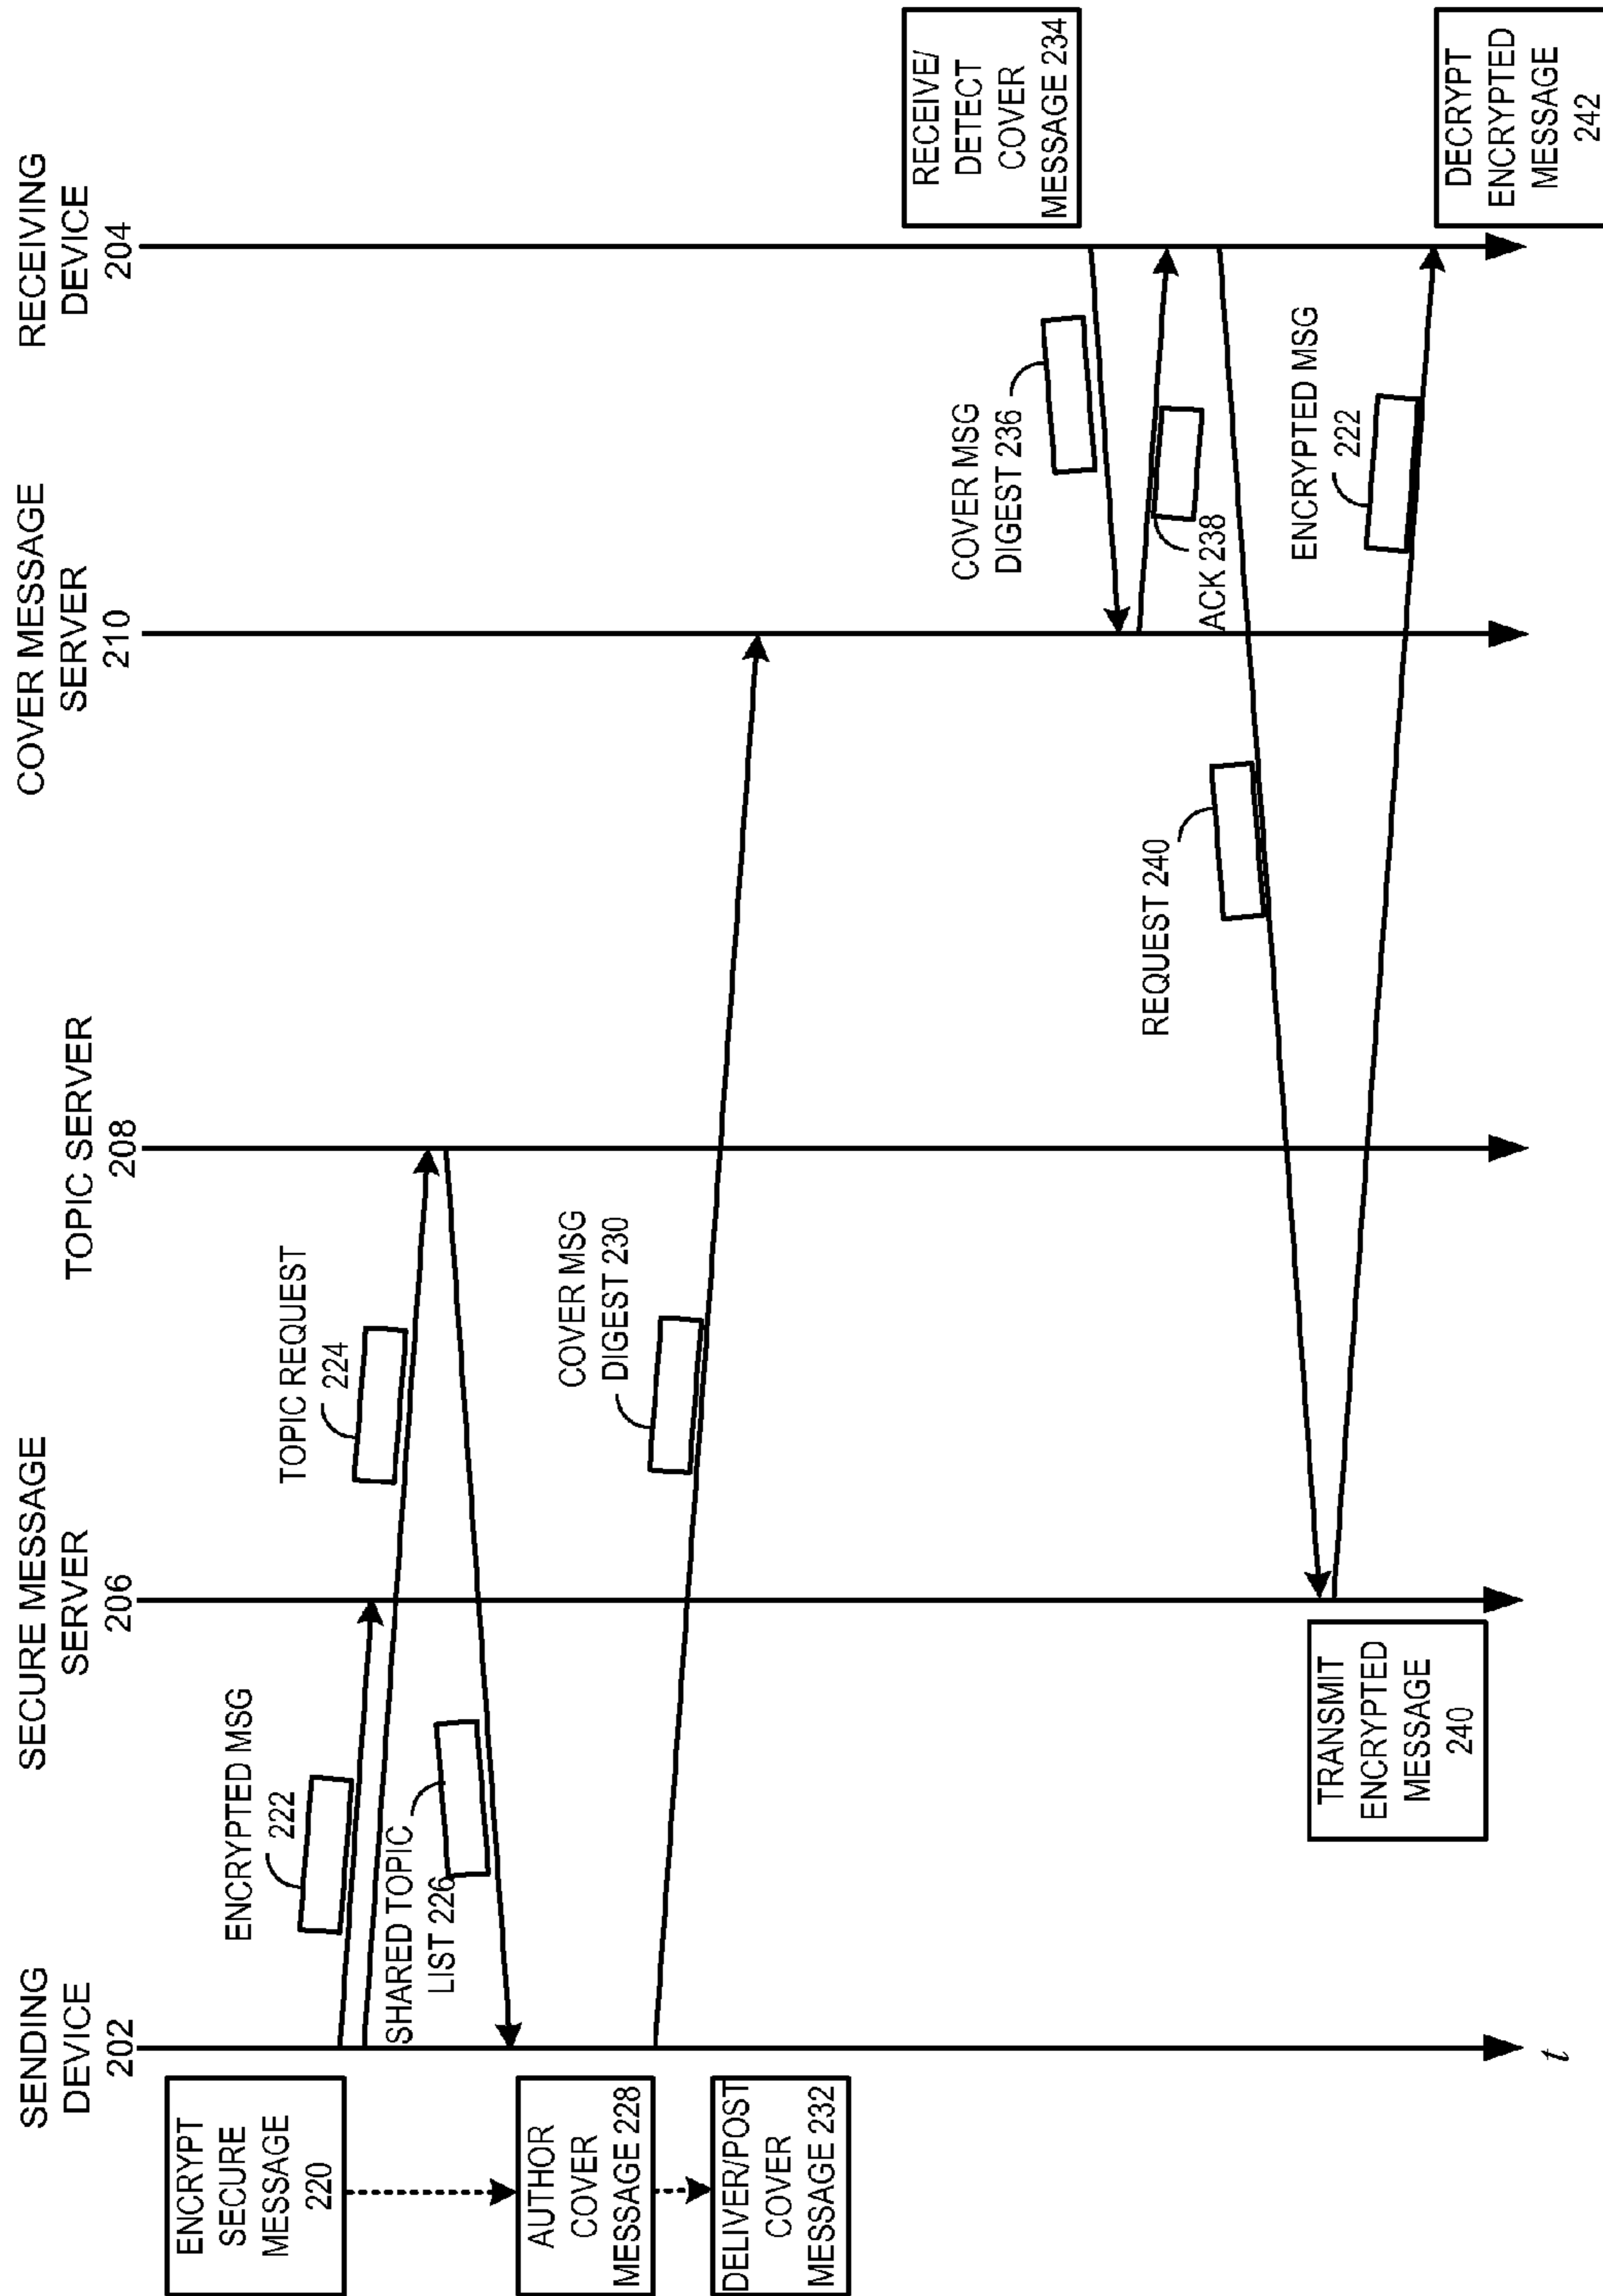 SENDING
DEVICE
202
SECURE MESSAGE
SERVER
206
TOPIC SERVER
208
COVER MESSAGE
SERVER
210
RECEIVING
DEVICE
204
ENCRYPT
SECURE
MESSAGE
220
ENCRYPTED MSG
222
TOPIC REQUEST
224
SHARED TOPIC
LIST 226
AUTHOR
COVER
MESSAGE 228
COVER MSG
DIGEST 230
DELIVER/POST
COVER
MESSAGE 232
RECEIVE/
DETECT
COVER
MESSAGE 234
COVER MSG
DIGEST 236
ACK 238
REQUEST 240
TRANSMIT
ENCRYPTED
MESSAGE
240
ENCRYPTED MSG
222
DECRYPT
ENCRYPTED
MESSAGE
242
t